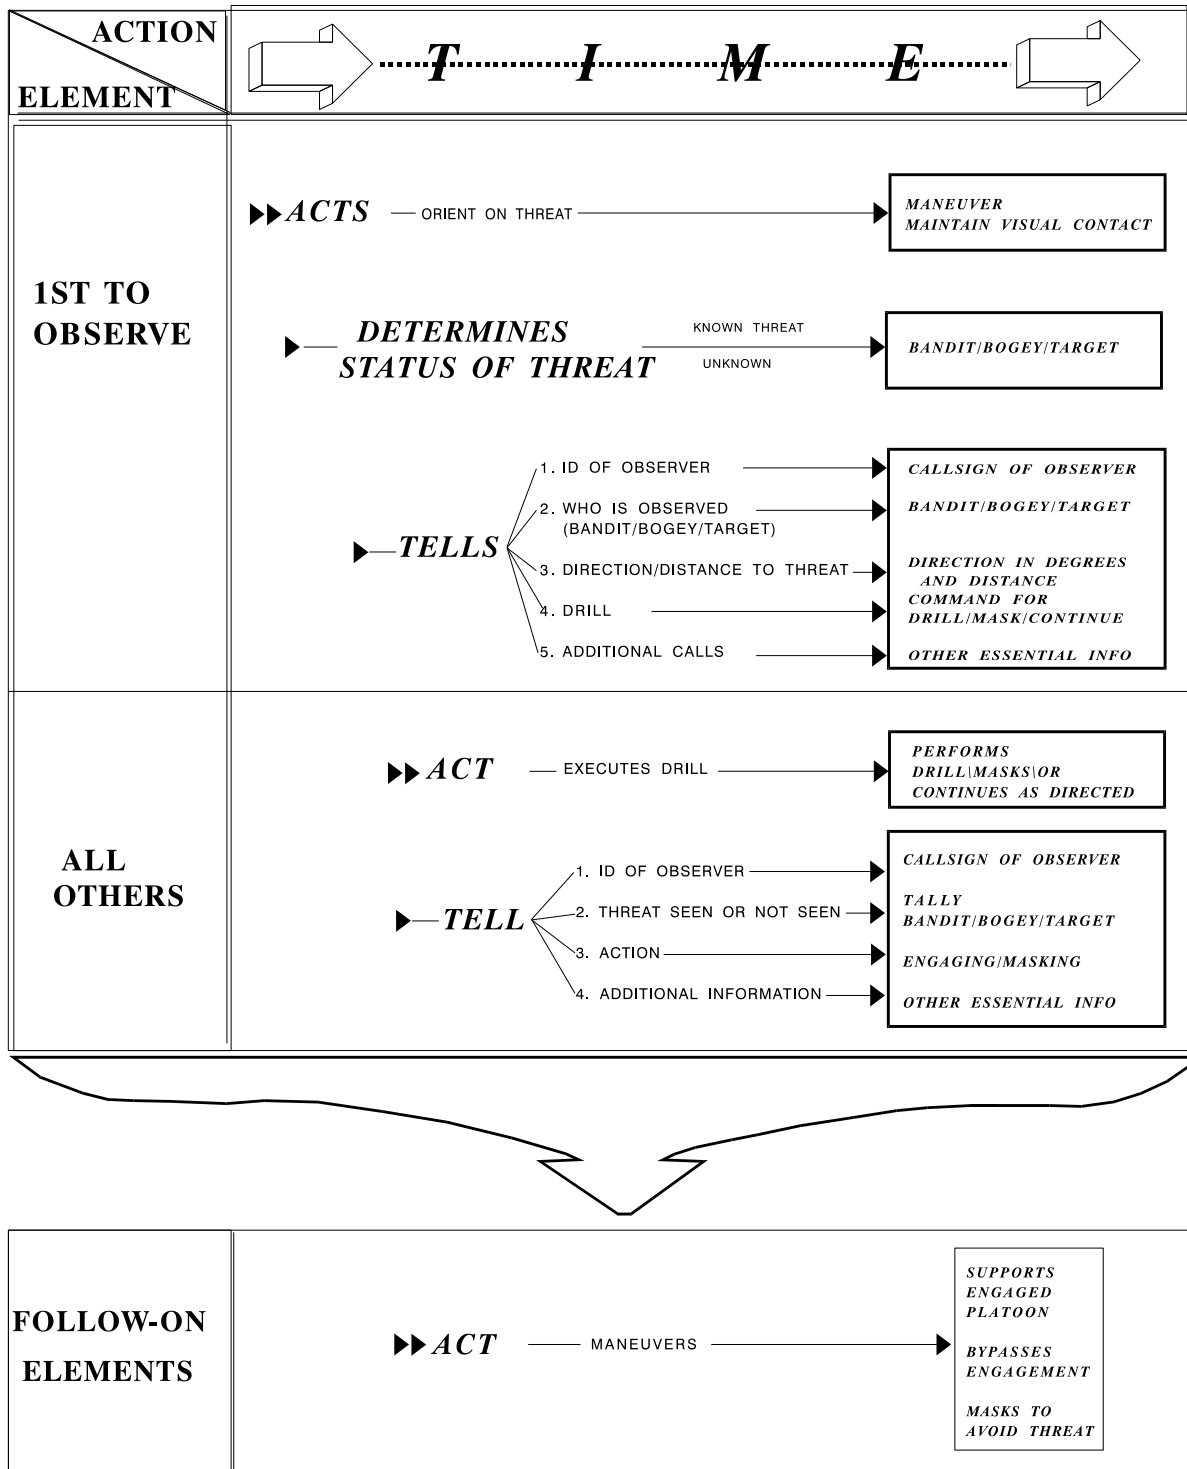 ACTION
ELEMENT
T I M E
1ST TO
OBSERVE
ACTS
ORIENT ON THREAT
MANEUVER
MAINTAIN VISUAL CONTACT
DETERMINES
STATUS OF THREAT
KNOWN THREAT
UNKNOWN
BANDIT/BOGEY/TARGET
TELLS
1. ID OF OBSERVER
CALLSIGN OF OBSERVER
2. WHO IS OBSERVED
(BANDIT/BOGEY/TARGET)
BANDIT/BOGEY/TARGET
3. DIRECTION/DISTANCE TO THREAT
DIRECTION IN DEGREES
AND DISTANCE
4. DRILL
COMMAND FOR
DRILL/MASK/CONTINUE
5. ADDITIONAL CALLS
OTHER ESSENTIAL INFO
ALL
OTHERS
ACT
EXECUTES DRILL
PERFORMS
DRILL\MASKS\OR
CONTINUES AS DIRECTED
TELL
1. ID OF OBSERVER
CALLSIGN OF OBSERVER
2. THREAT SEEN OR NOT SEEN
TALLY
BANDIT/BOGEY/TARGET
3. ACTION
ENGAGING/MASKING
4. ADDITIONAL INFORMATION
OTHER ESSENTIAL INFO
FOLLOW-ON
ELEMENTS
ACT
MANEUVERS
SUPPORTS
ENGAGED
PLATOON
BYPASSES
ENGAGEMENT
MASKS TO
AVOID THREAT